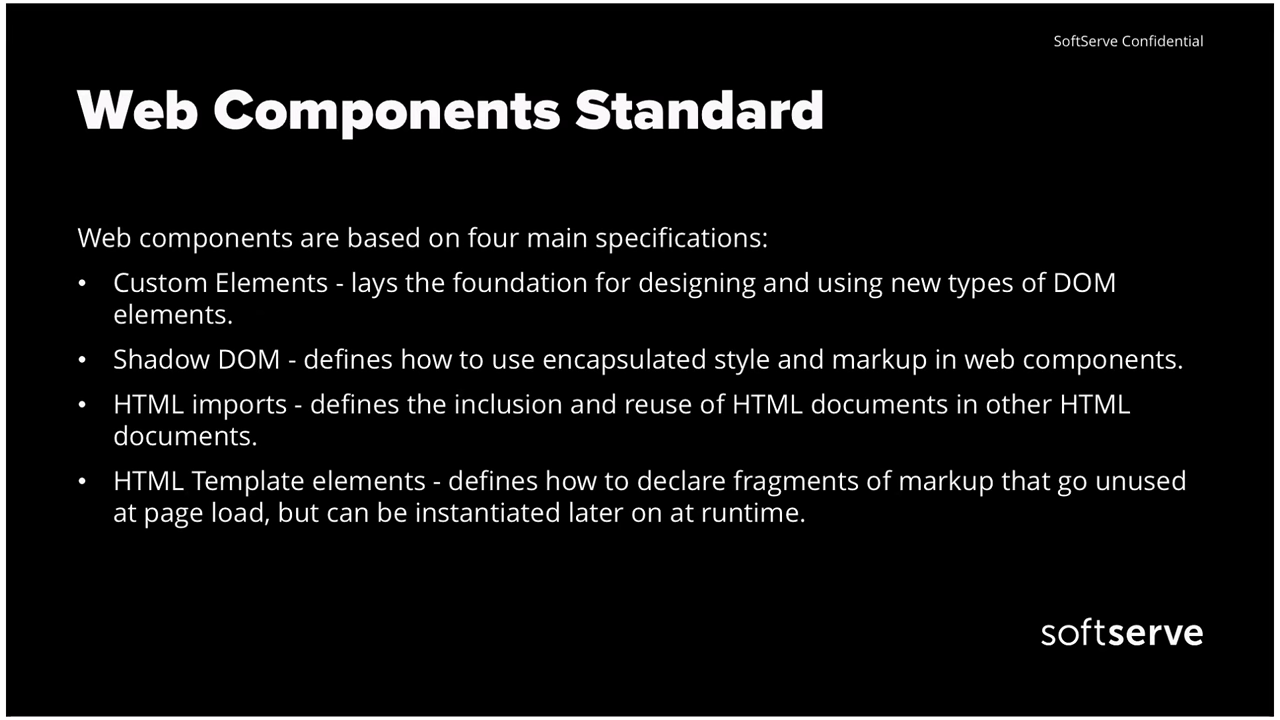 SoftServe Confidential
Web Components Standard
Web components are based on four main specifications:
• Custom Elements - lays the foundation for designing and using new types of DOM
elements.
• Shadow DOM - defines how to use encapsulated style and markup in web components.
• HTML imports - defines the inclusion and reuse of HTML documents in other HTML
documents.
• HTML Template elements - defines how to declare fragments of markup that go unused
at page load, but can be instantiated later on at runtime.
softserve